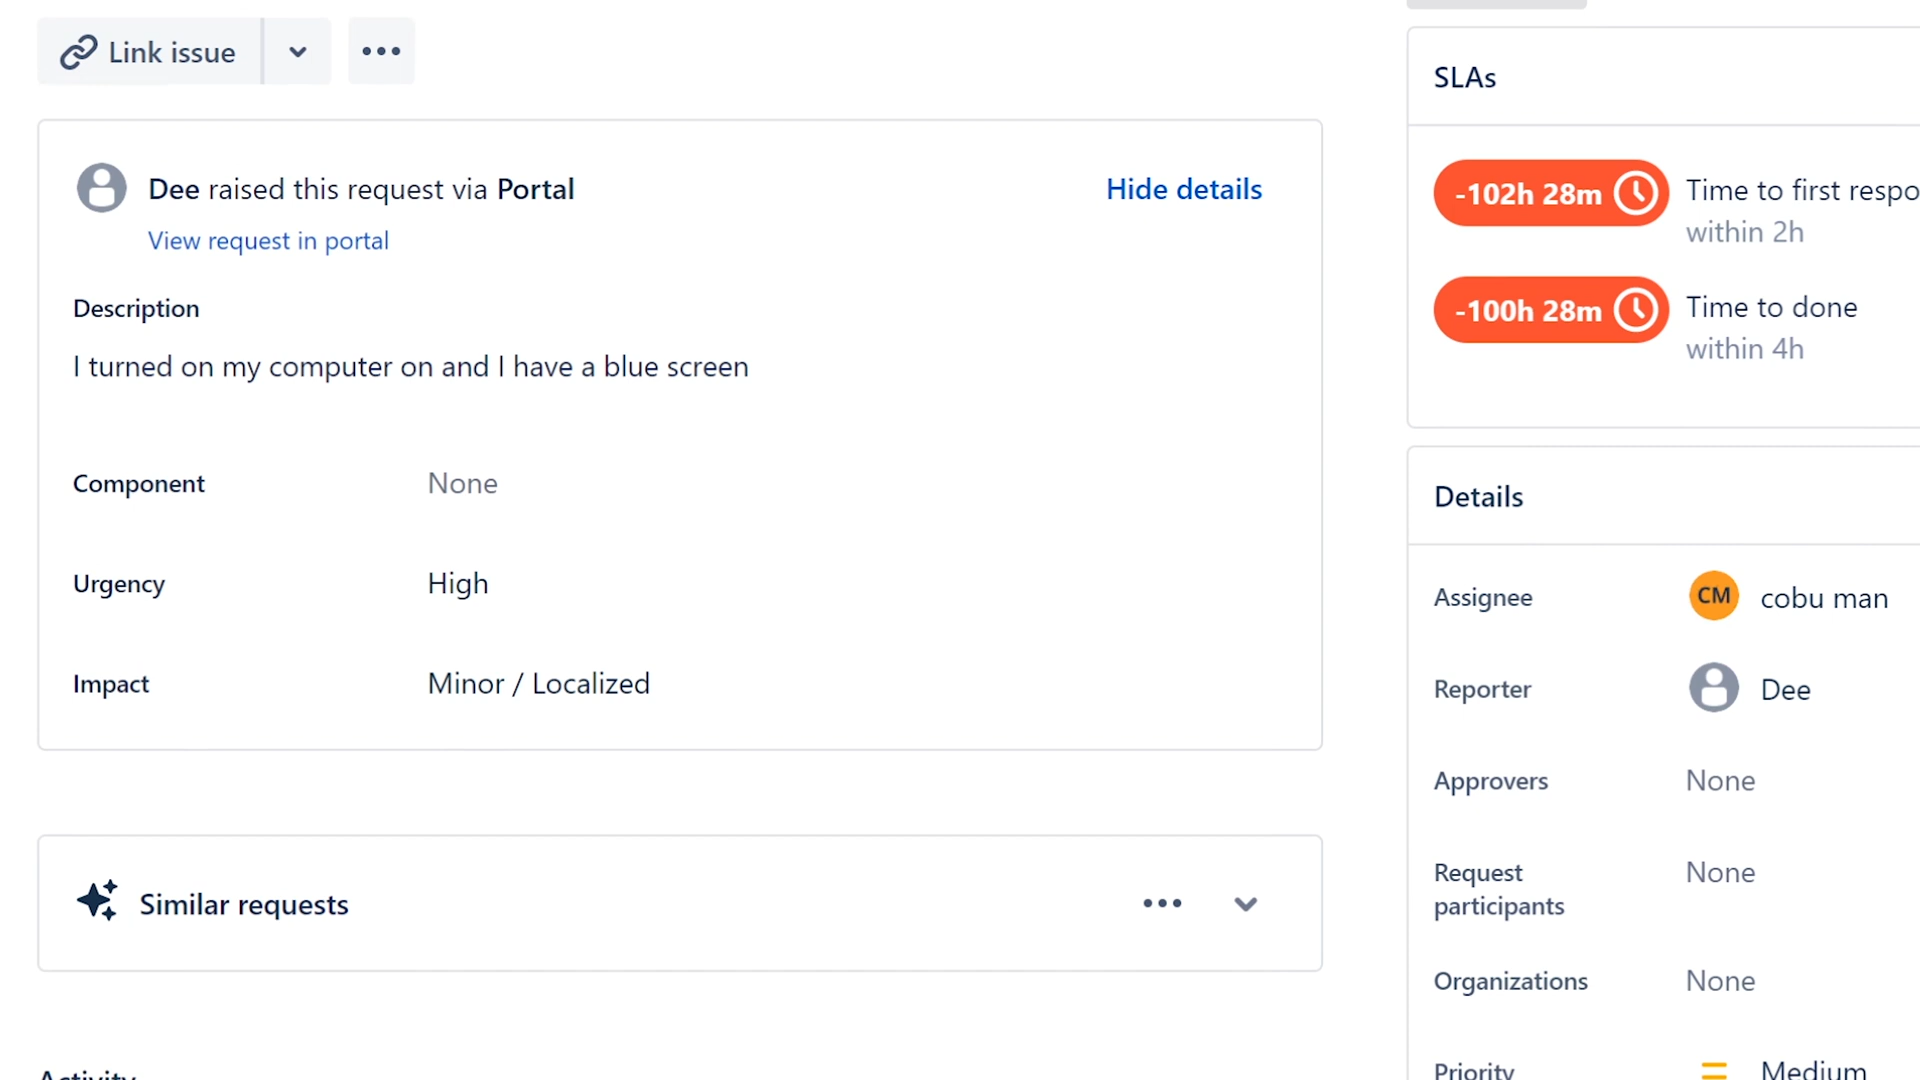 Link issue
Dee raised this request via Portal
Hide details
View request in portal
Description
I turned on my computer on and I have a blue screen
Component None
Urgency High
Impact Minor / Localized
Similar requests
Activity
SLAs
-102h 28m Time to first respo
within 2h
-100h 28m Time to done
within 4h
Details
Assignee CM cobu man
Reporter Dee
Approvers None
Request
participants
None
Organizations None
Priority Medium